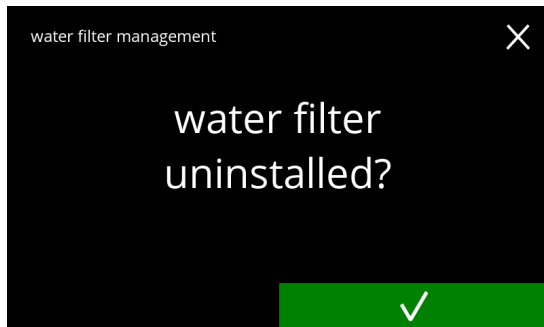 water filter management
water filter
uninstalled?